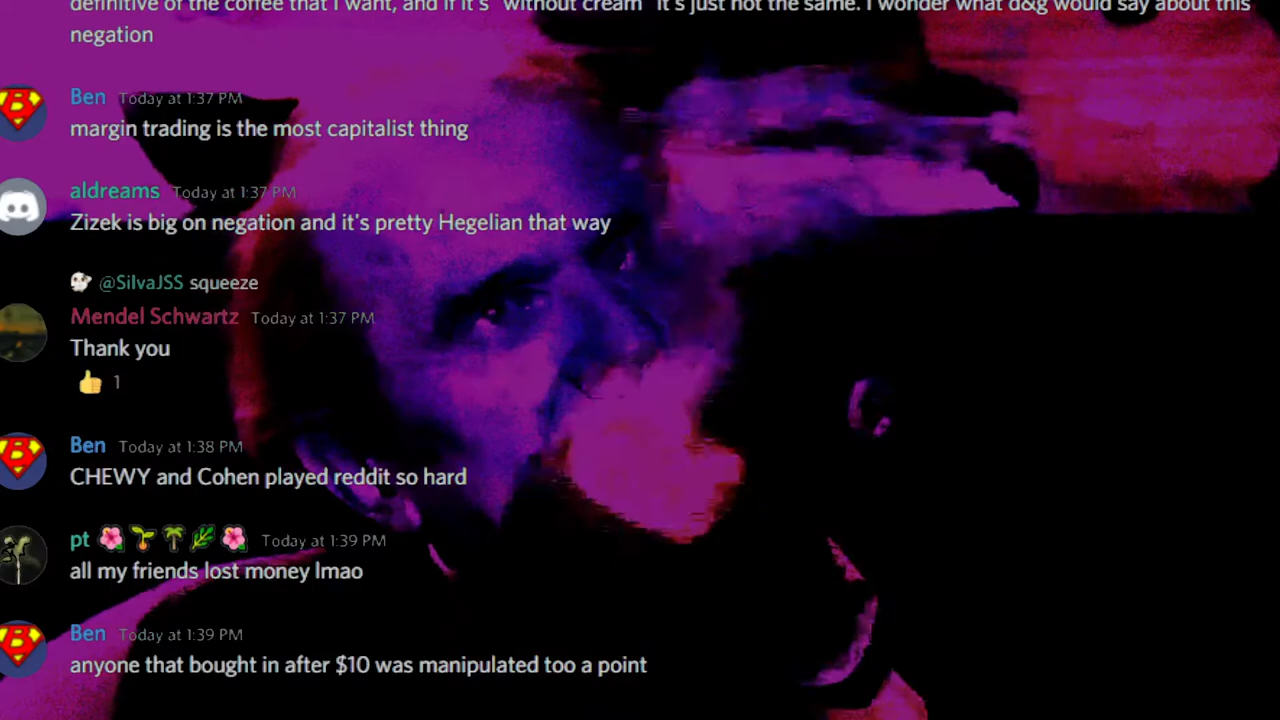 definitive of the coffee that I want, and if it's "without cream" it's just not the same. I wonder what d&g would say about this
negation
Ben Today at 1:37 PM
margin trading is the most capitalist thing
aldreams Today at 1:37 PM
Zizek is big on negation and it's pretty Hegelian that way
@SilvaJSS squeeze
Mendel Schwartz Today at 1:37 PM
Thank you
👍 1
Ben Today at 1:38 PM
CHEWY and Cohen played reddit so hard
pt 🌺🌱🌴🌿🌺 Today at 1:39 PM
all my friends lost money lmao
Ben Today at 1:39 PM
anyone that bought in after $10 was manipulated too a point